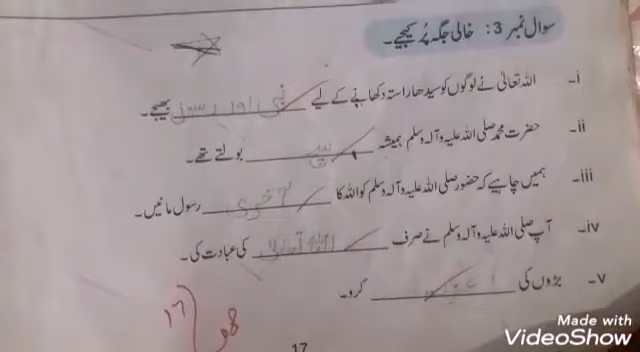 سوال نمبر 3: خالی جگہ پُر کیجیے۔
i- اللہ تعالیٰ نے لوگوں کو سیدھا راستہ دکھانے کے لیے نبی اور رسول بھیجے۔
ii- حضرت محمد صلی اللہ علیہ وآلہ وسلم ہمیشہ سچ بولتے تھے۔
iii- ہمیں چاہیے کہ حضور صلی اللہ علیہ وآلہ وسلم کو اللہ کا آخری رسول مانیں۔
iv- آپ صلی اللہ علیہ وآلہ وسلم نے صرف اللہ کی عبادت کی۔
v- بڑوں کی کرو۔
17
Made with
VideoShow